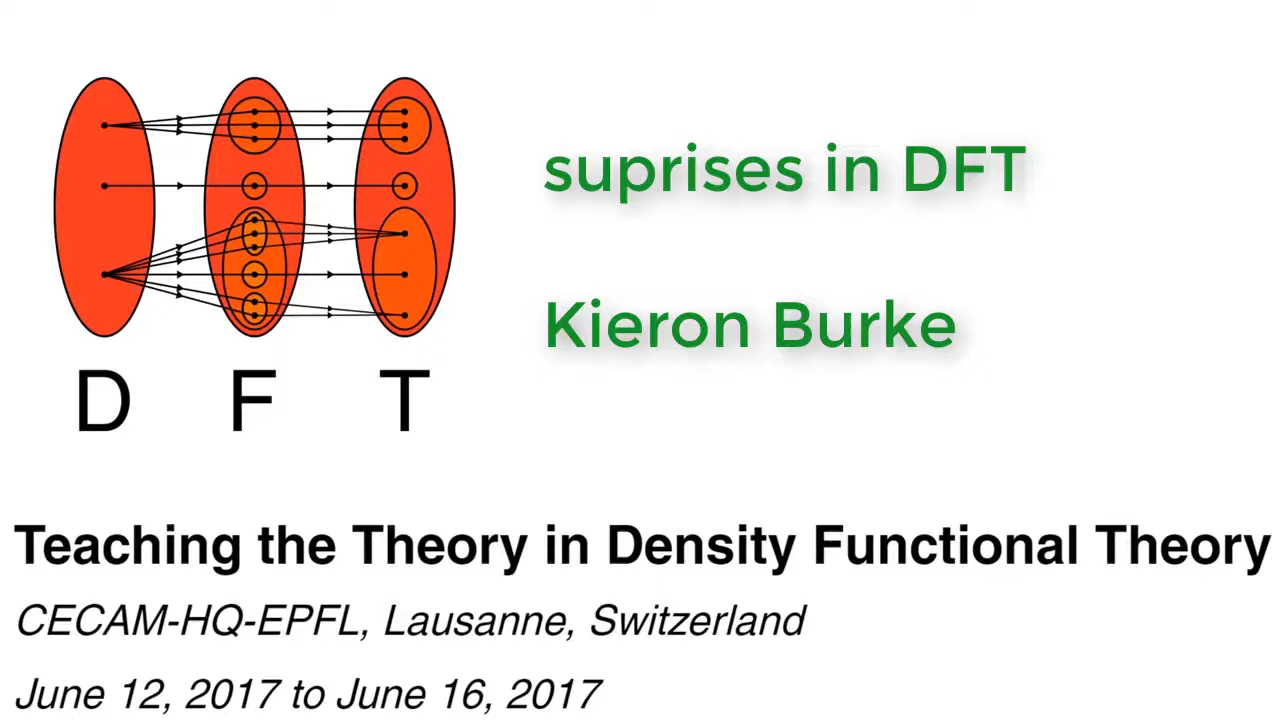 suprises in DFT
Kieron Burke
D F T
Teaching the Theory in Density Functional Theory
CECAM-HQ-EPFL, Lausanne, Switzerland
June 12, 2017 to June 16, 2017